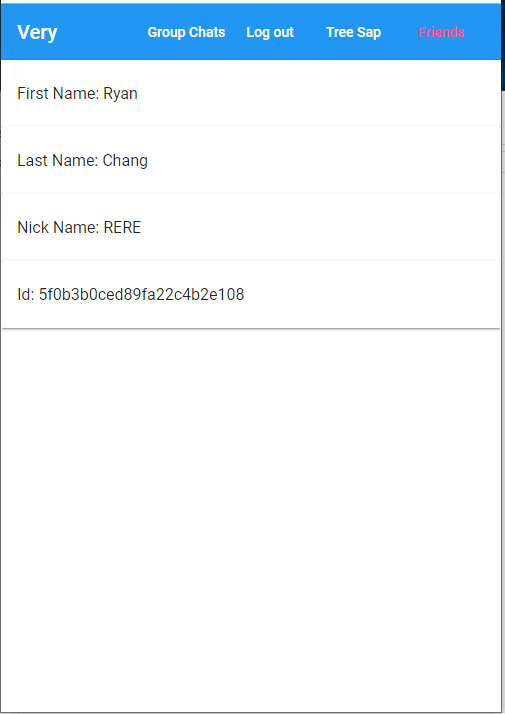 Very Group Chats Log out Tree Sap Friends
First Name: Ryan
Last Name: Chang
Nick Name: RERE
Id: 5f0b3b0ced89fa22c4b2e108